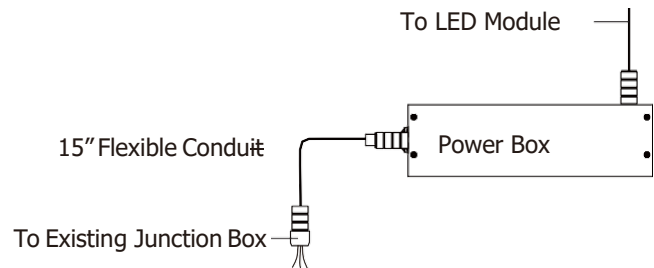 To LED Module
15” Flexible Conduit
Power Box
To Existing Junction Box